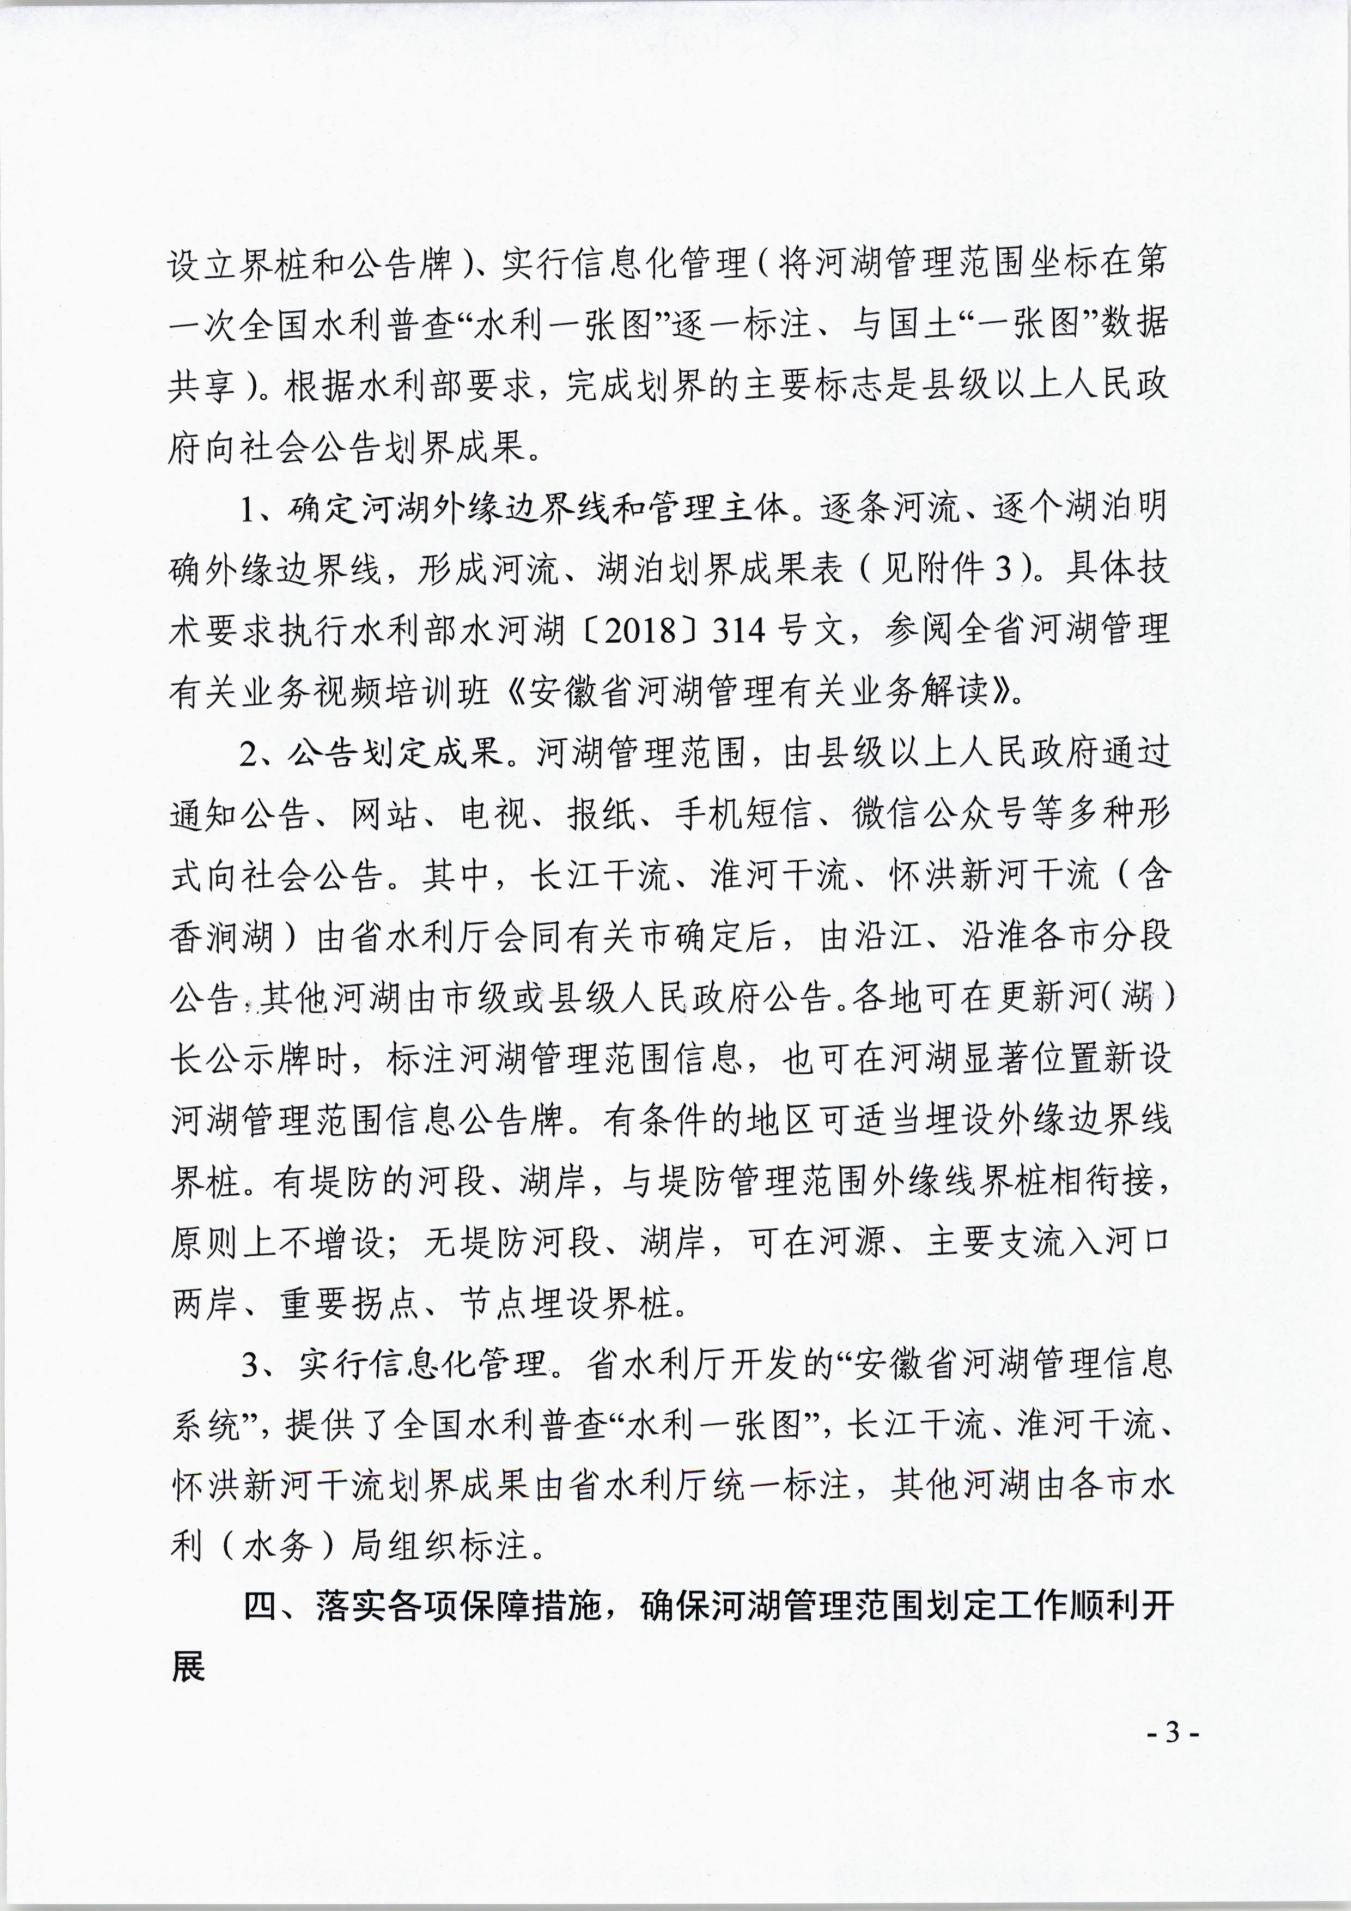 设立界桩和公告牌)、实行信息化管理(将河湖管理范围坐标在第
一次全国水利普查“水利一张图”逐一标注、与国土“一张图”数据
共享)。根据水利部要求,完成划界的主要标志是县级以上人民政
府向社会公告划界成果。
1、确定河湖外缘边界线和管理主体。逐条河流、逐个湖泊明
确外缘边界线，形成河流、湖泊划界成果表（见附件3）。具体技
术要求执行水利部水河湖〔2018〕314号文，参阅全省河湖管理
有关业务视频培训班《安徽省河湖管理有关业务解读》。
2、公告划定成果。河湖管理范围，由县级以上人民政府通过
通知公告、网站、电视、报纸、手机短信、微信公众号等多种形
式向社会公告。其中，长江干流、淮河干流、怀洪新河干流（含
香涧湖）由省水利厅会同有关市确定后，由沿江、沿淮各市分段
公告,其他河湖由市级或县级人民政府公告。各地可在更新河(湖)
长公示牌时，标注河湖管理范围信息，也可在河湖显著位置新设
河湖管理范围信息公告牌。有条件的地区可适当埋设外缘边界线
界桩。有堤防的河段、湖岸，与堤防管理范围外缘线界桩相衔接，
原则上不增设；无堤防河段、湖岸，可在河源、主要支流入河口
两岸、重要拐点、节点埋设界桩。
3、实行信息化管理。省水利厅开发的“安徽省河湖管理信息
系统”，提供了全国水利普查“水利一张图”，长江干流、淮河干流、
怀洪新河干流划界成果由省水利厅统一标注，其他河湖由各市水
利（水务）局组织标注。
四、落实各项保障措施，确保河湖管理范围划定工作顺利开
展
- 3 -